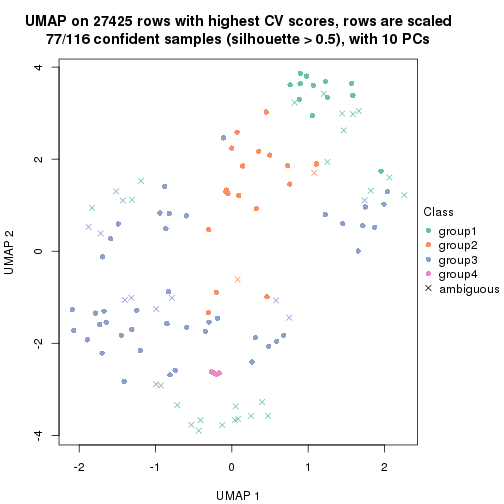 UMAP on 27425 rows with highest CV scores, rows are scaled
77/116 confident samples (silhouette > 0.5), with 10 PCs
4
2
0
-2
-4
UMAP 2
-2
-1
0
1
2
UMAP 1
Class
group1
group2
group3
group4
ambiguous